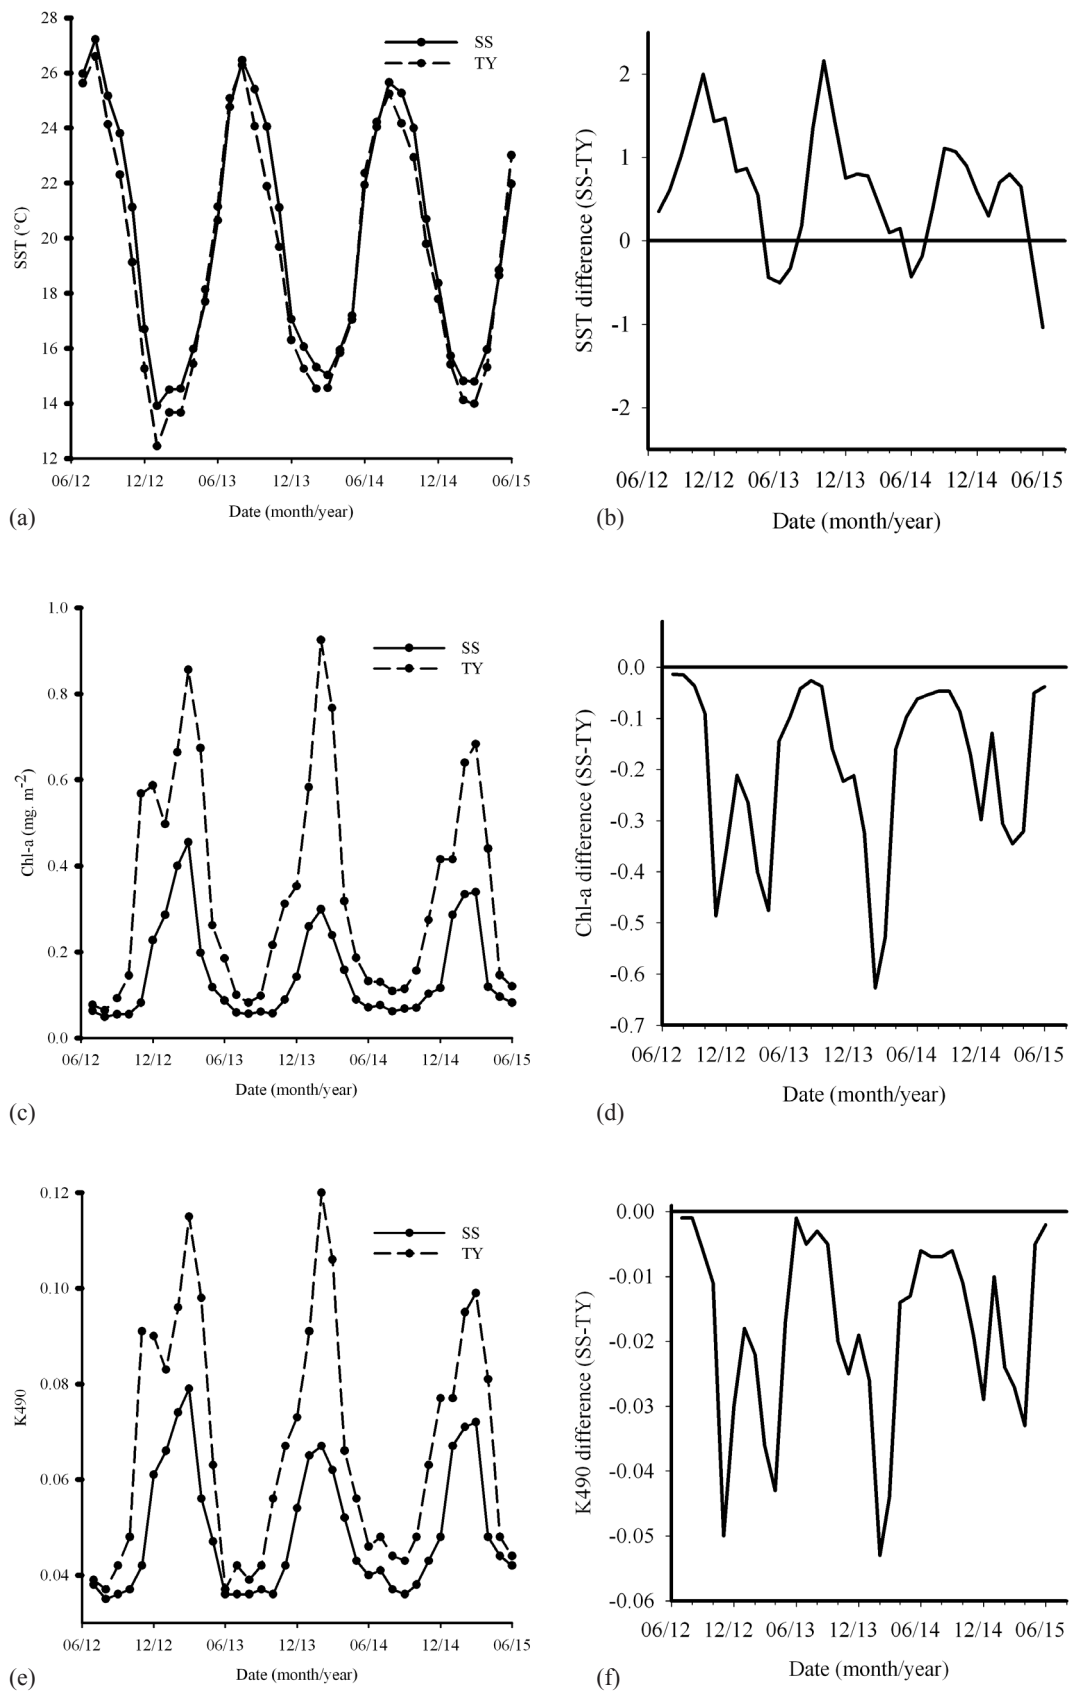 28
26
24
22
20
18
16
14
12
SST (°C)
SS
TY
06/12 12/12 06/13 12/13 06/14 12/14 06/15
Date (month/year)
(a)
2
1
0
-1
-2
SST difference (SS-TY)
06/12 12/12 06/13 12/13 06/14 12/14 06/15
Date (month/year)
(b)
1.0
0.8
0.6
0.4
0.2
0.0
Chl-a (mg. m-2)
SS
TY
06/12 12/12 06/13 12/13 06/14 12/14 06/15
Date (month/year)
(c)
0.0
-0.1
-0.2
-0.3
-0.4
-0.5
-0.6
-0.7
Chl-a difference (SS-TY)
06/12 12/12 06/13 12/13 06/14 12/14 06/15
Date (month/year)
(d)
0.12
0.10
0.08
0.06
0.04
K490
SS
TY
06/12 12/12 06/13 12/13 06/14 12/14 06/15
Date (month/year)
(e)
0.00
-0.01
-0.02
-0.03
-0.04
-0.05
-0.06
K490 difference (SS-TY)
06/12 12/12 06/13 12/13 06/14 12/14 06/15
Date (month/year)
(f)